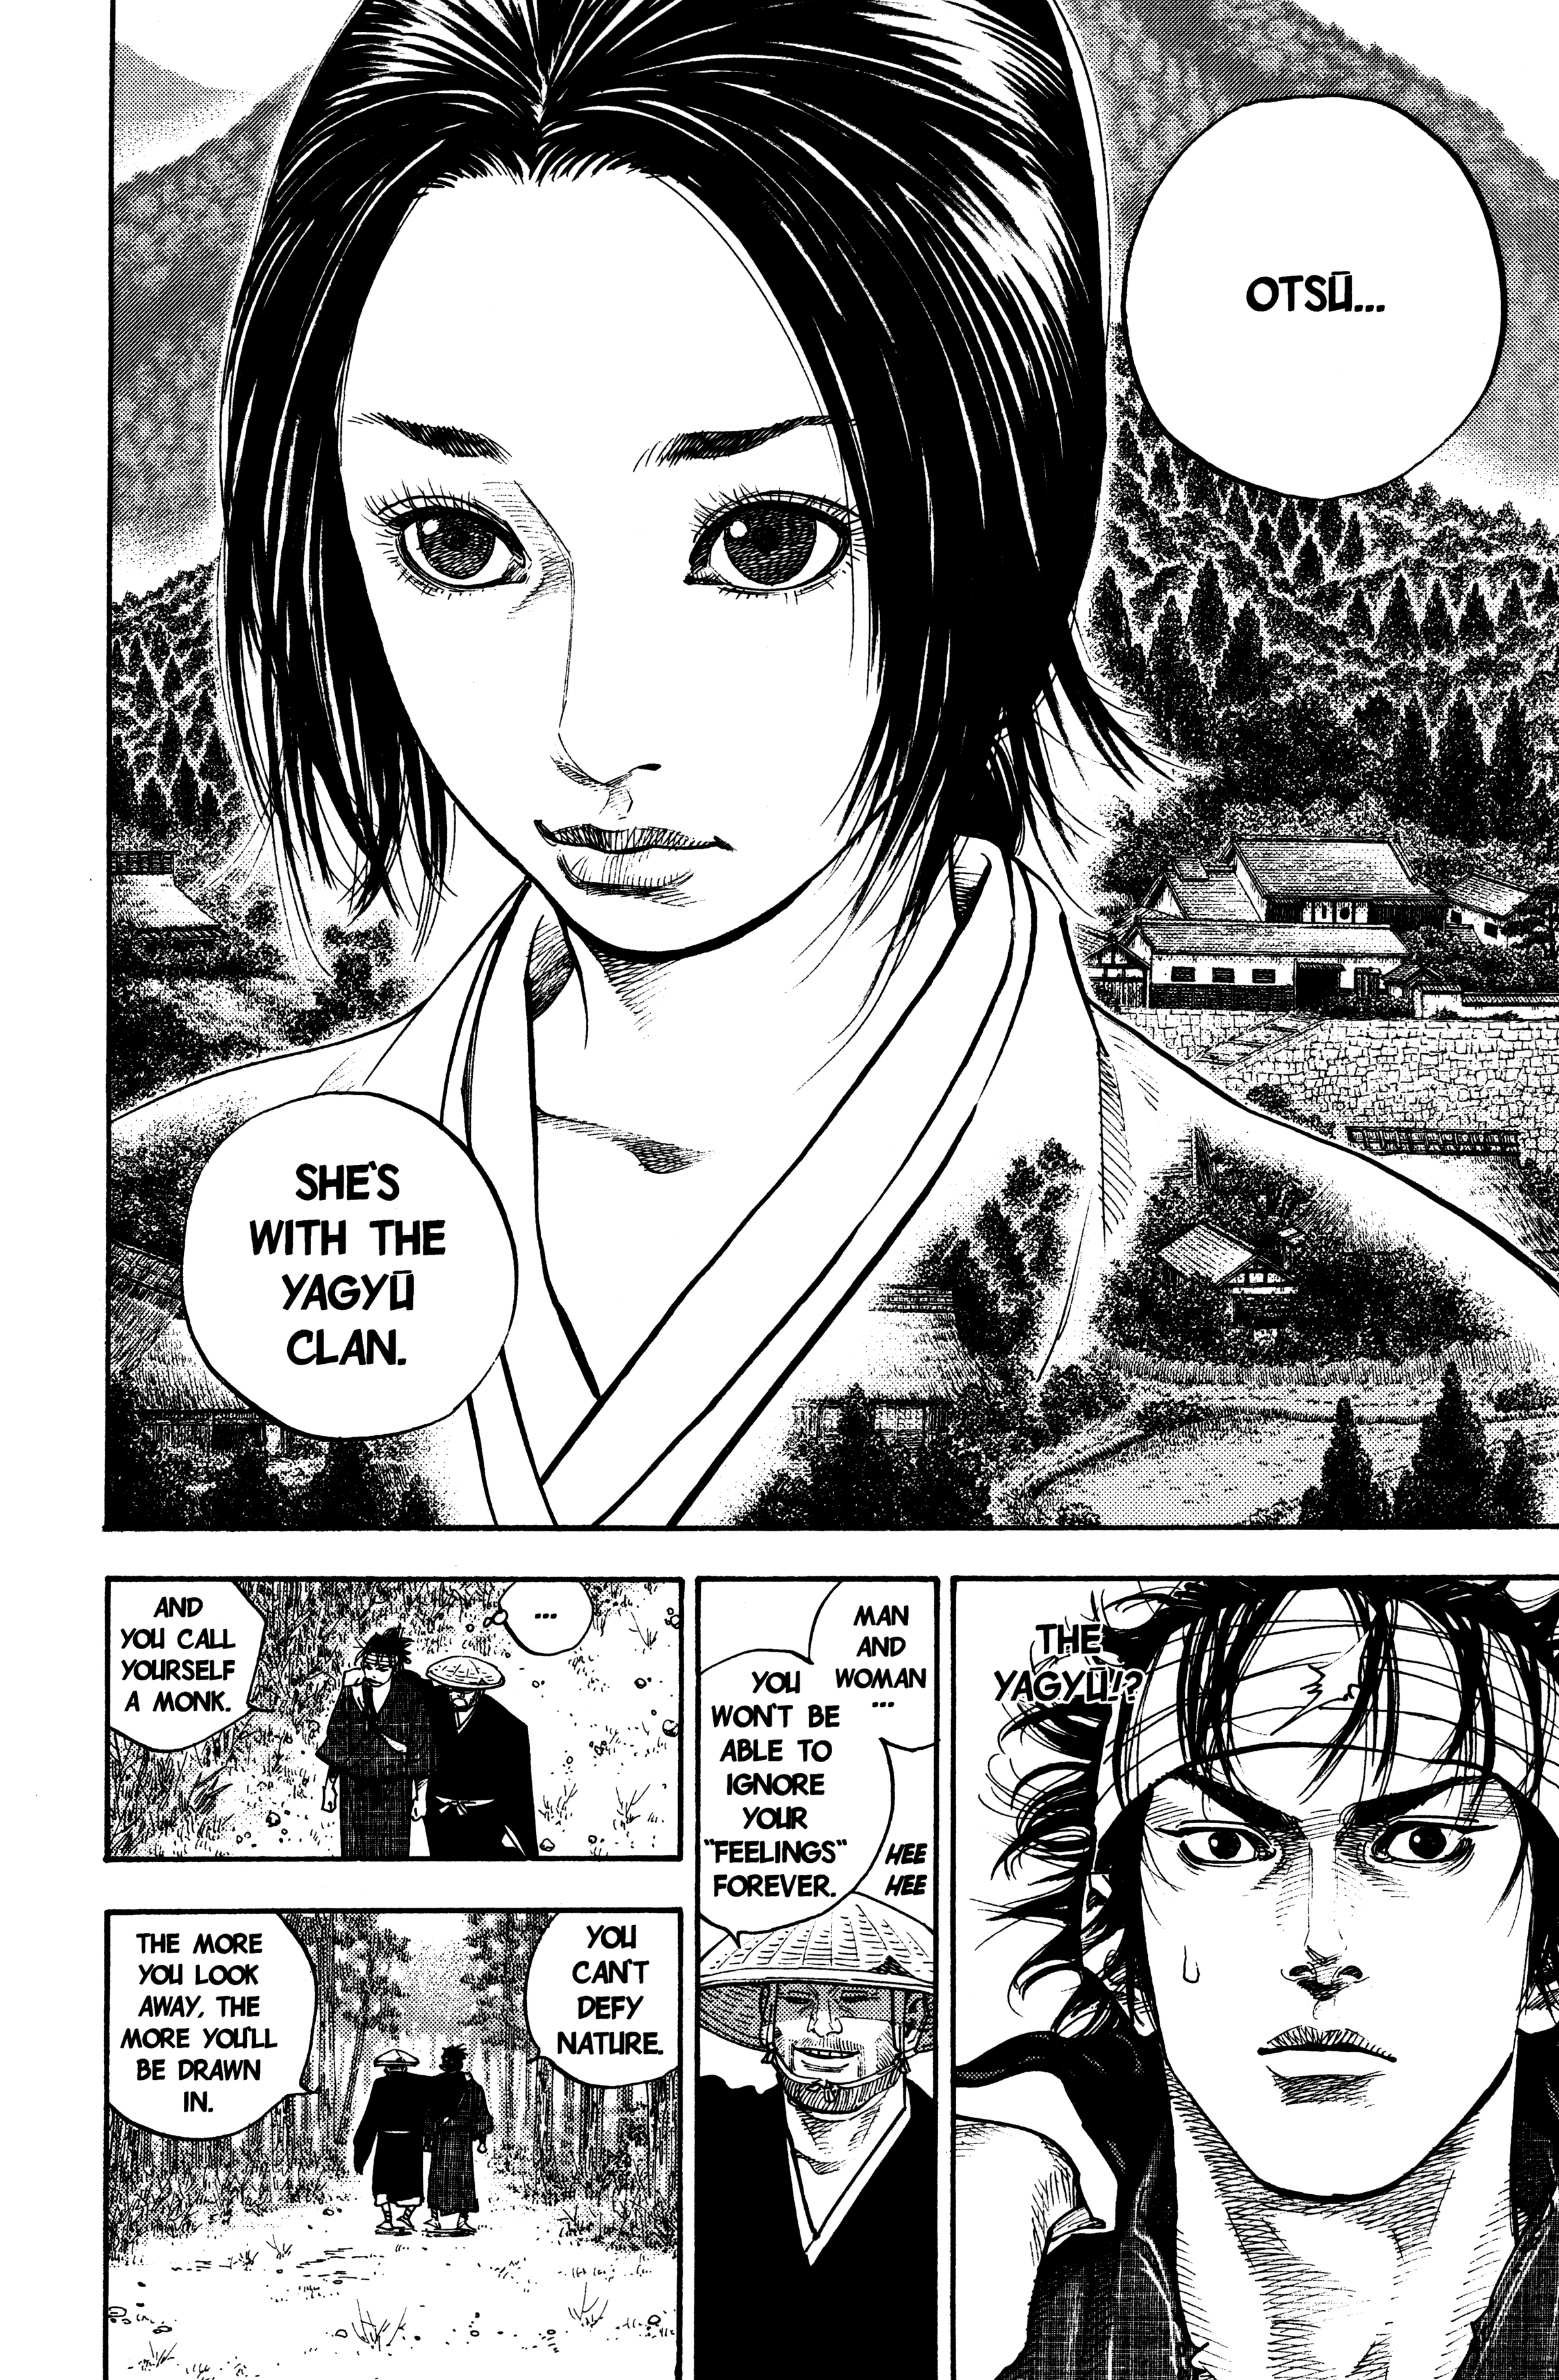 OTSŪ...
SHE'S
WITH THE
YAGYŪ
CLAN.
THE
YAGYŪ!?
MAN
AND
WOMAN
...
YOU
WON'T BE
ABLE TO
IGNORE
YOUR
"FEELINGS"
FOREVER.
HEE
HEE
...
AND
YOU CALL
YOURSELF
A MONK.
YOU
CAN'T
DEFY
NATURE.
THE MORE
YOU LOOK
AWAY, THE
MORE YOU'LL
BE DRAWN
IN.